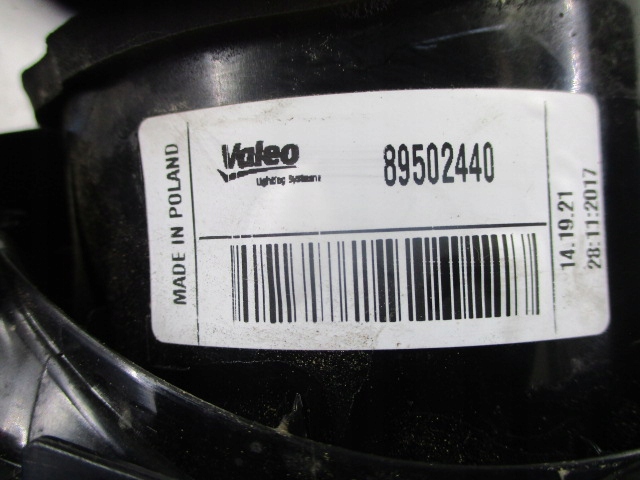 MADE IN POLAND
Valeo
Lighting Systems
89502440
14.19.21
28:11:2017